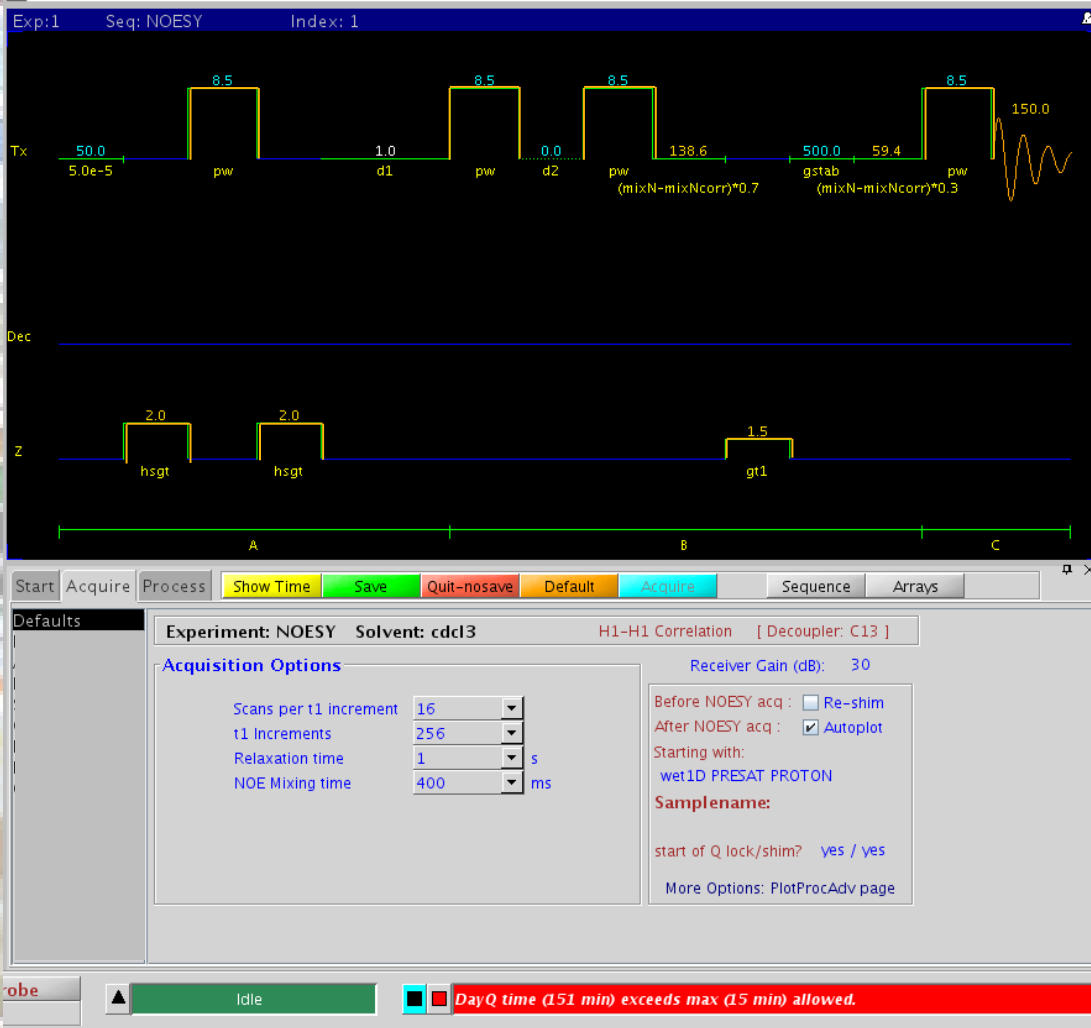 Exp:1 Seq: NOESY Index: 1
8.5 8.5 8.5 8.5
150.0
Tx 50.0 1.0 0.0 138.6 500.0 59.4
5.0e-5 pw d1 pw d2 pw gstab pw
(mixN-mixNcorr)*0.7 (mixN-mixNcorr)*0.3
Dec
2.0 2.0
1.5
Z
hsgt hsgt gt1
A B C
Start Acquire Process Show Time Save Quit-nosave Default Acquire Sequence Arrays
Defaults
Experiment: NOESY Solvent: cdcl3 H1-H1 Correlation [ Decoupler: C13 ]
Acquisition Options
Scans per t1 increment 16
t1 Increments 256
Relaxation time 1 s
NOE Mixing time 400 ms
Receiver Gain (dB): 30
Before NOESY acq : Re-shim
After NOESY acq : Autoplot
Starting with:
wet1D PRESAT PROTON
Samplename:
start of Q lock/shim? yes / yes
More Options: PlotProcAdv page
robe
Idle
DayQ time (151 min) exceeds max (15 min) allowed.